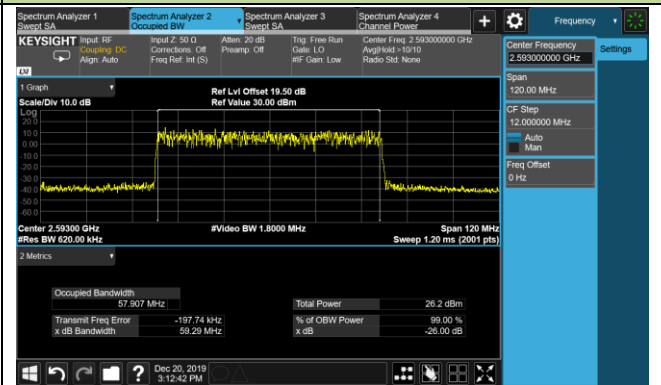 Spectrum Analyzer 1
Swept SA
Spectrum Analyzer 2
Occupied BW
Spectrum Analyzer 3
Swept SA
Spectrum Analyzer 4
Channel Power
Frequency
KEYSIGHT
Input: RF
Coupling: DC
Align: Auto
Input Z: 50 Ω
Corrections: Off
Freq Ref: Int (S)
Atten: 20 dB
Preamp: Off
Trig: Free Run
Gate: LO
#IF Gain: Low
Center Freq: 2.593000000 GHz
Avg|Hold:>10/10
Radio Std: None
LXI
1 Graph
Scale/Div 10.0 dB
Ref Lvl Offset 19.50 dB
Ref Value 30.00 dBm
Log
20.0
10.0
0.00
-10.0
-20.0
-30.0
-40.0
-50.0
-60.0
Center 2.59300 GHz
#Res BW 620.00 kHz
#Video BW 1.8000 MHz
Span 120 MHz
Sweep 1.20 ms (2001 pts)
2 Metrics
Occupied Bandwidth
57.907 MHz
Transmit Freq Error -197.74 kHz
x dB Bandwidth 59.29 MHz
Total Power 26.2 dBm
% of OBW Power 99.00 %
x dB -26.00 dB
Center Frequency
2.593000000 GHz
Span
120.00 MHz
CF Step
12.000000 MHz
Auto
Man
Freq Offset
0 Hz
Settings
?
Dec 20, 2019
3:12:42 PM